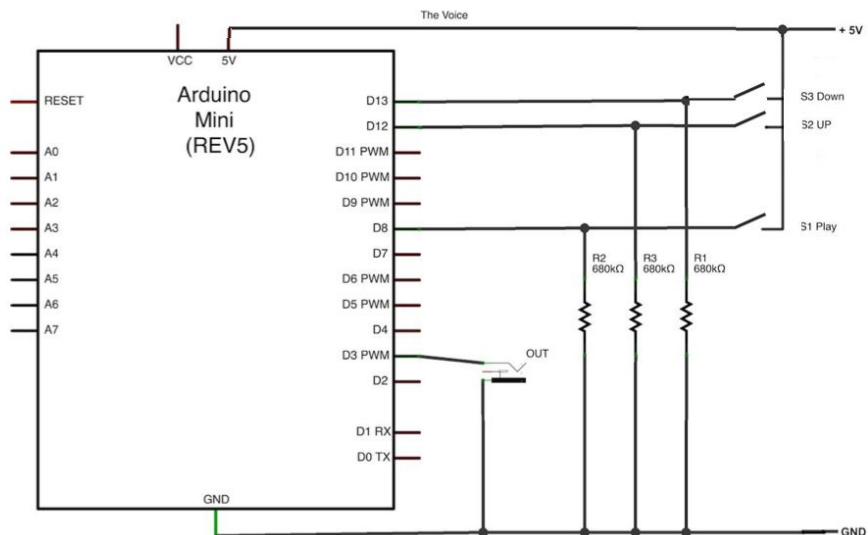 The Voice
+ 5V
VCC
5V
Arduino
Mini
(REV5)
RESET
A0
A1
A2
A3
A4
A5
A6
A7
D13
D12
D11 PWM
D10 PWM
D9 PWM
D8
D7
D6 PWM
D5 PWM
D4
D3 PWM
D2
D1 RX
D0 TX
GND
S3 Down
S2 UP
S1 Play
R2
680kΩ
R3
680kΩ
R1
680kΩ
OUT
GND